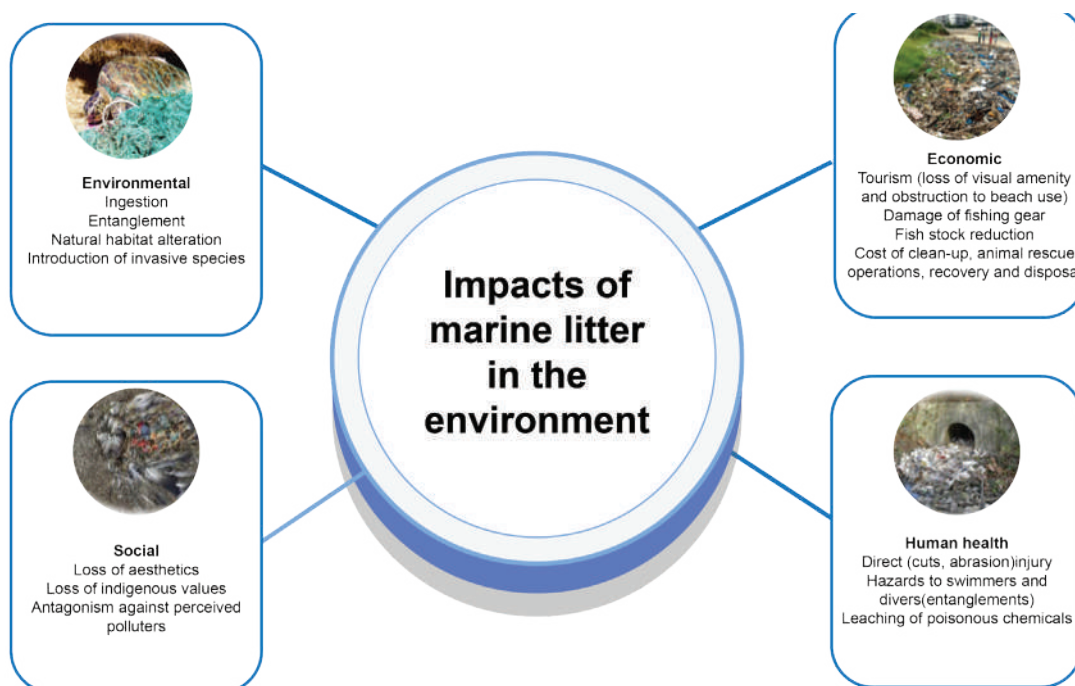 Environmental
Ingestion
Entanglement
Natural habitat alteration
Introduction of invasive species
Economic
Tourism (loss of visual amenity
and obstruction to beach use)
Damage of fishing gear
Fish stock reduction
Cost of clean-up, animal rescue
operations, recovery and disposa
Impacts of
marine litter
in the
environment
Social
Loss of aesthetics
Loss of indigenous values
Antagonism against perceived
polluters
Human health
Direct (cuts, abrasion)injury
Hazards to swimmers and
divers(entanglements)
Leaching of poisonous chemicals